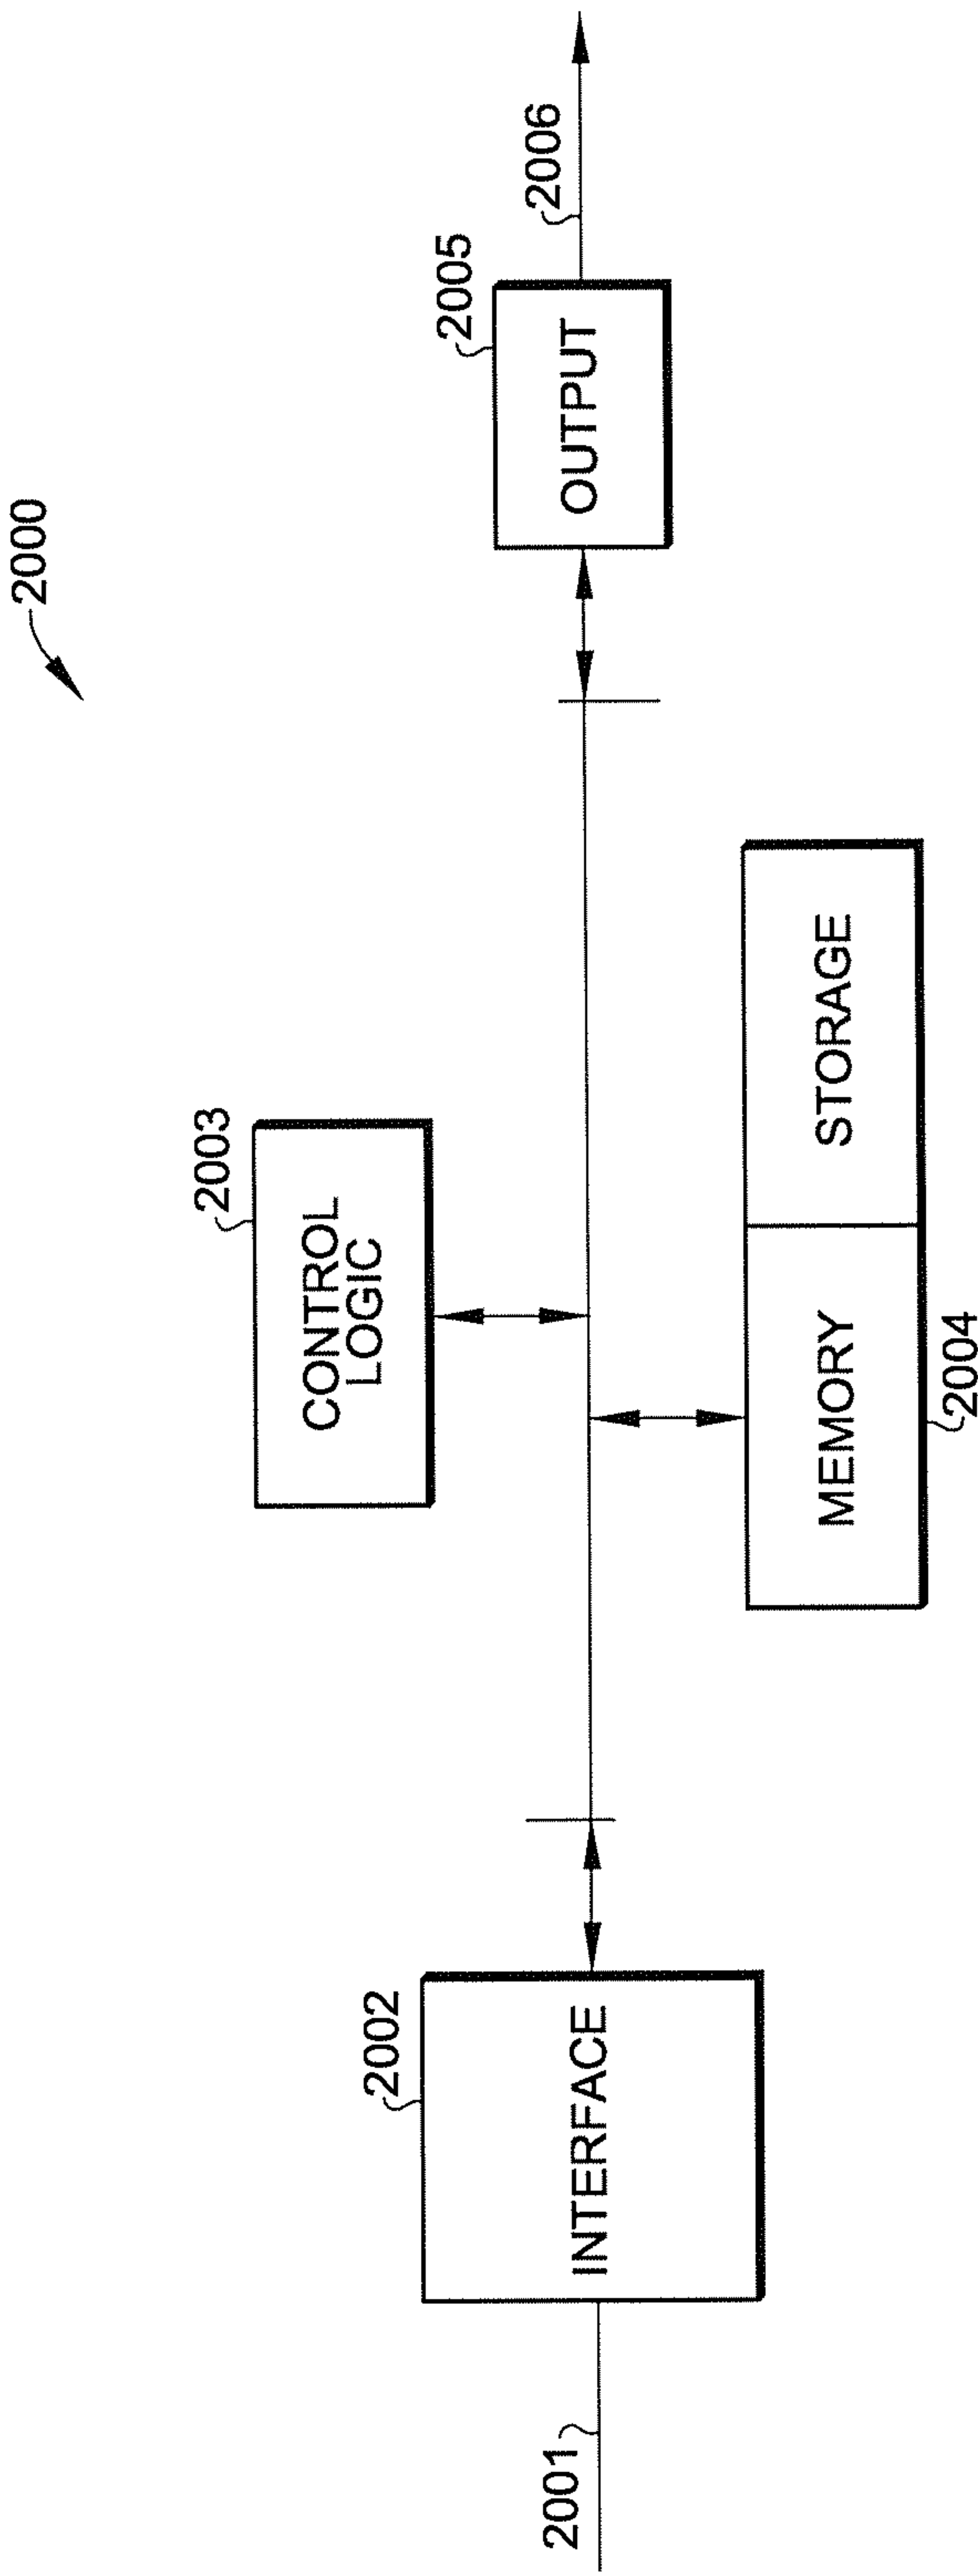 2000
2001
2002
INTERFACE
2003
CONTROL
LOGIC
MEMORY
STORAGE
2004
2005
OUTPUT
2006